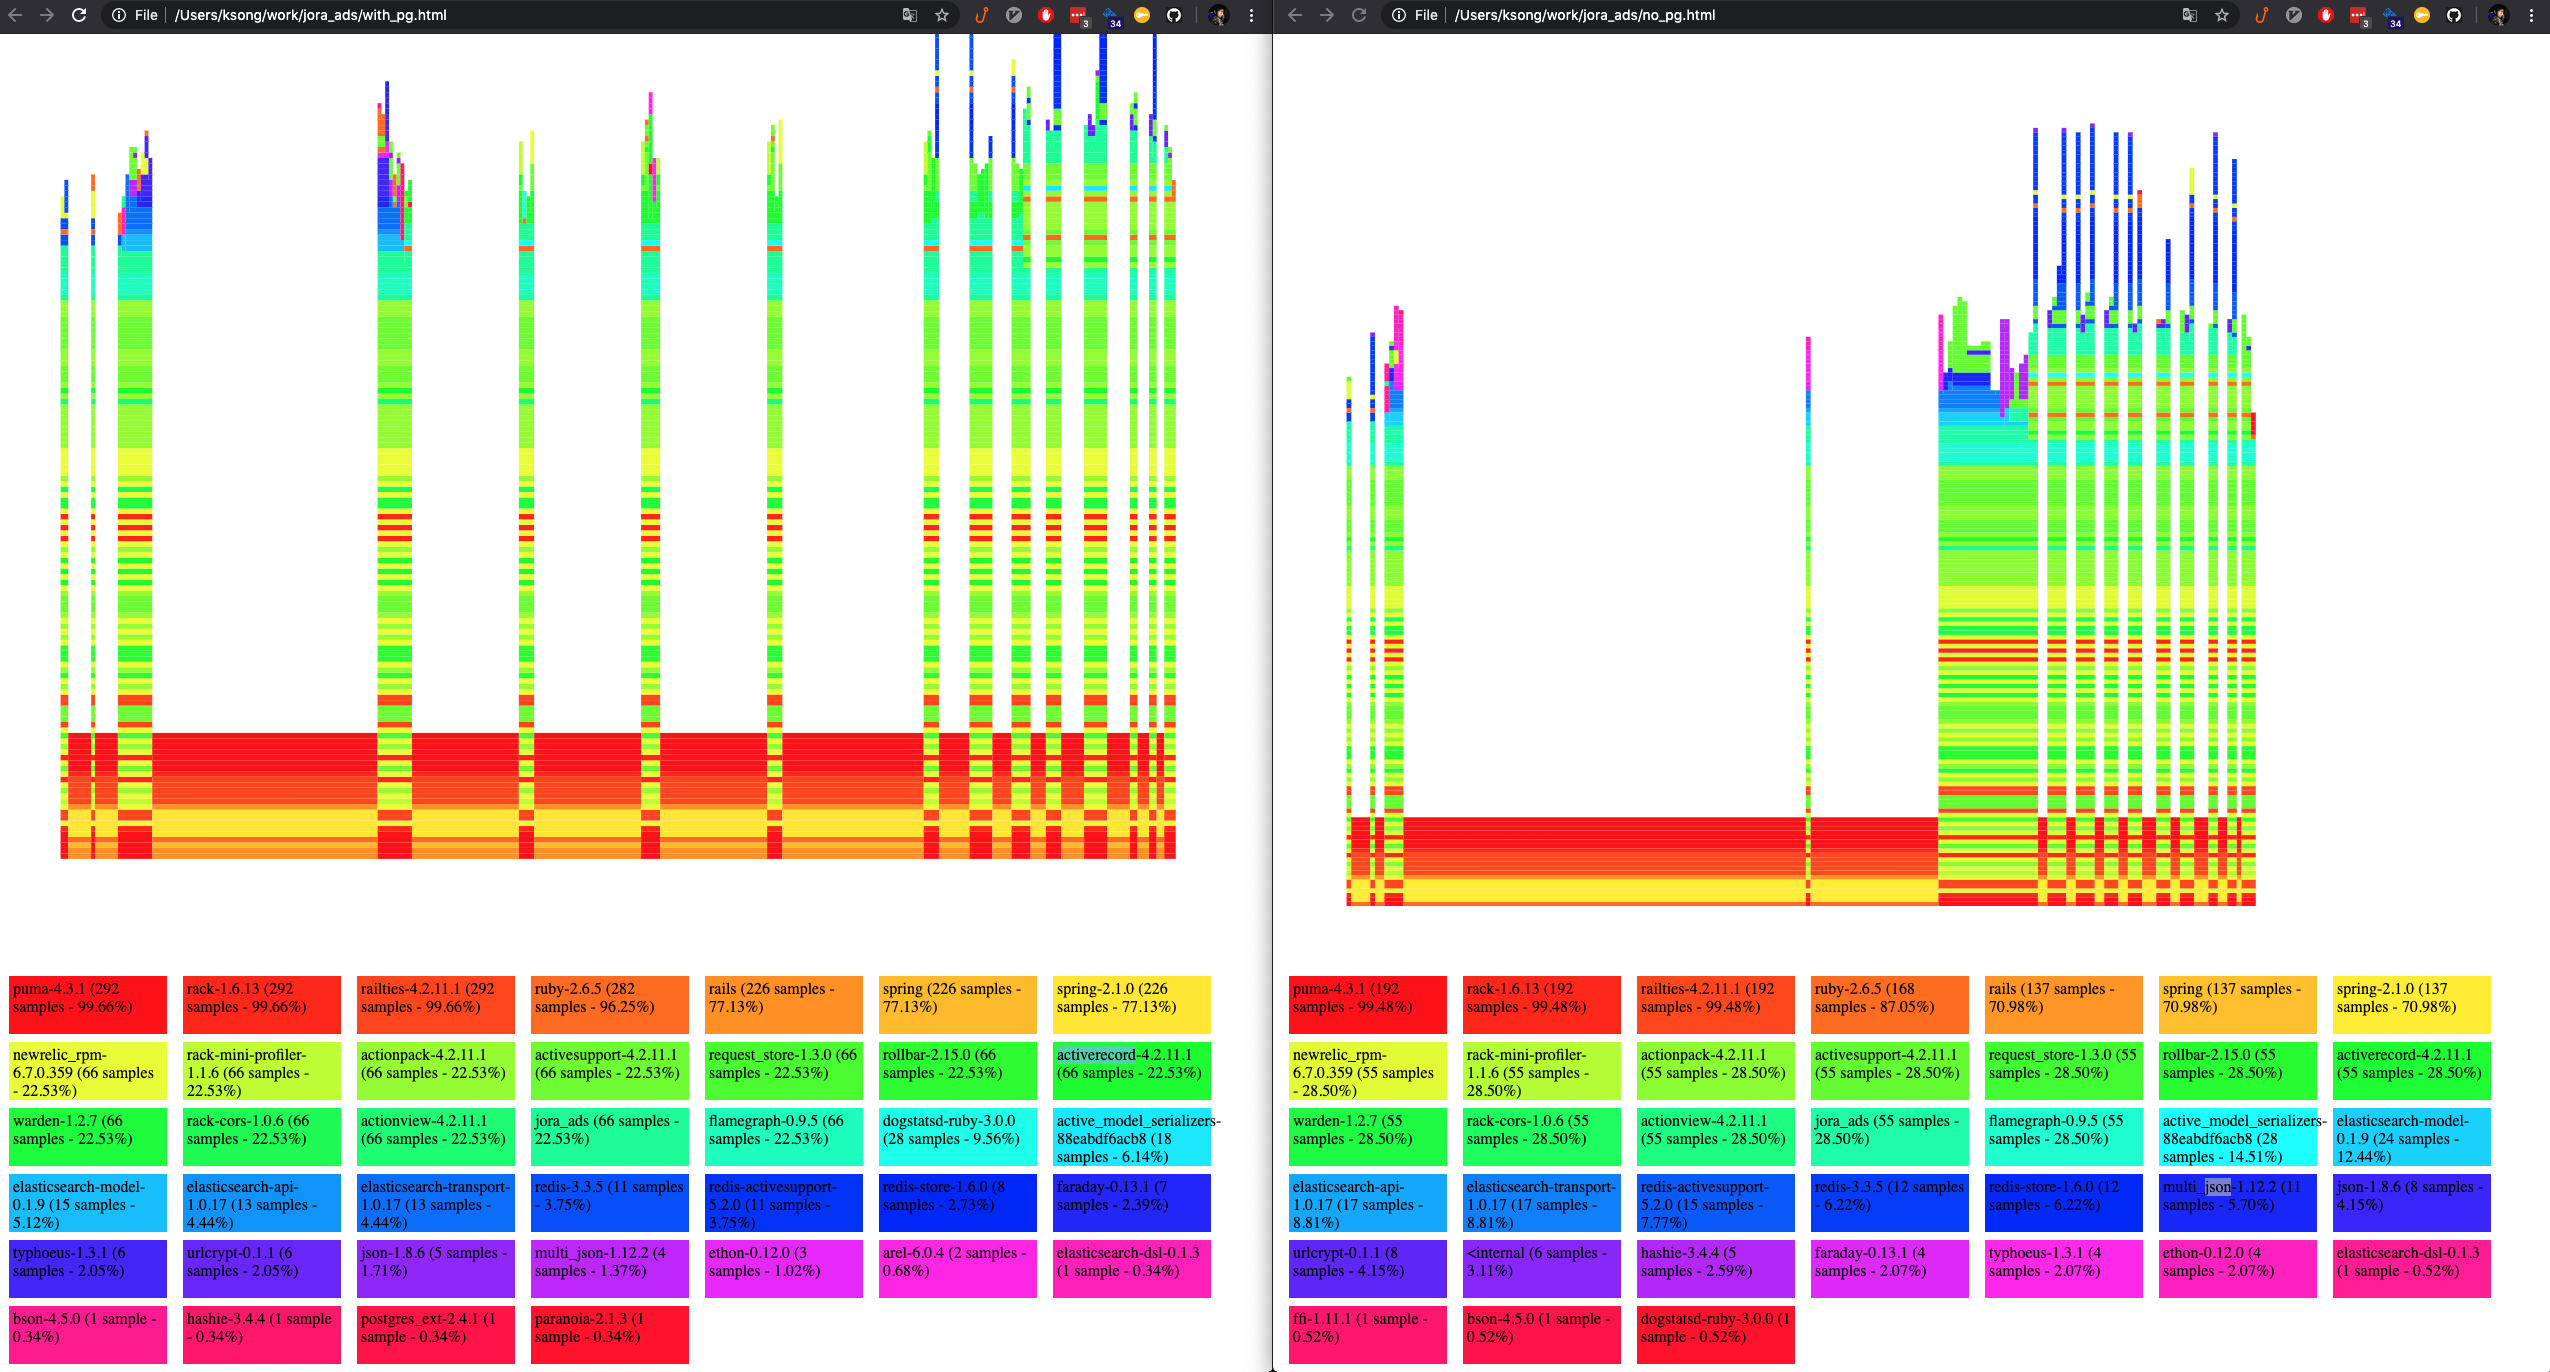 File
/Users/ksong/work/jora_ads/with_pg.html
3
34
puma-4.3.1 (292
samples - 99.66%)
rack-1.6.13 (292
samples - 99.66%)
railties-4.2.11.1 (292
samples - 99.66%)
ruby-2.6.5 (282
samples - 96.25%)
rails (226 samples -
77.13%)
spring (226 samples -
77.13%)
spring-2.1.0 (226
samples - 77.13%)
newrelic_rpm-
6.7.0.359 (66 samples
- 22.53%)
rack-mini-profiler-
1.1.6 (66 samples -
22.53%)
actionpack-4.2.11.1
(66 samples - 22.53%)
activesupport-4.2.11.1
(66 samples - 22.53%)
request_store-1.3.0 (66
samples - 22.53%)
rollbar-2.15.0 (66
samples - 22.53%)
activerecord-4.2.11.1
(66 samples - 22.53%)
warden-1.2.7 (66
samples - 22.53%)
rack-cors-1.0.6 (66
samples - 22.53%)
actionview-4.2.11.1
(66 samples - 22.53%)
jora_ads (66 samples -
22.53%)
flamegraph-0.9.5 (66
samples - 22.53%)
dogstatsd-ruby-3.0.0
(28 samples - 9.56%)
active_model_serializers-
88eabdf6acb8 (18
samples - 6.14%)
elasticsearch-model-
0.1.9 (15 samples -
5.12%)
elasticsearch-api-
1.0.17 (13 samples -
4.44%)
elasticsearch-transport-
1.0.17 (13 samples -
4.44%)
redis-3.3.5 (11 samples
- 3.75%)
redis-activesupport-
5.2.0 (11 samples -
3.75%)
redis-store-1.6.0 (8
samples - 2.73%)
faraday-0.13.1 (7
samples - 2.39%)
typhoeus-1.3.1 (6
samples - 2.05%)
urlcrypt-0.1.1 (6
samples - 2.05%)
json-1.8.6 (5 samples -
1.71%)
multi_json-1.12.2 (4
samples - 1.37%)
ethon-0.12.0 (3
samples - 1.02%)
arel-6.0.4 (2 samples -
0.68%)
elasticsearch-dsl-0.1.3
(1 sample - 0.34%)
bson-4.5.0 (1 sample -
0.34%)
hashie-3.4.4 (1 sample
- 0.34%)
postgres_ext-2.4.1 (1
sample - 0.34%)
paranoia-2.1.3 (1
sample - 0.34%)
File
/Users/ksong/work/jora_ads/no_pg.html
3
34
puma-4.3.1 (192
samples - 99.48%)
rack-1.6.13 (192
samples - 99.48%)
railties-4.2.11.1 (192
samples - 99.48%)
ruby-2.6.5 (168
samples - 87.05%)
rails (137 samples -
70.98%)
spring (137 samples -
70.98%)
spring-2.1.0 (137
samples - 70.98%)
newrelic_rpm-
6.7.0.359 (55 samples
- 28.50%)
rack-mini-profiler-
1.1.6 (55 samples -
28.50%)
actionpack-4.2.11.1
(55 samples - 28.50%)
activesupport-4.2.11.1
(55 samples - 28.50%)
request_store-1.3.0 (55
samples - 28.50%)
rollbar-2.15.0 (55
samples - 28.50%)
activerecord-4.2.11.1
(55 samples - 28.50%)
warden-1.2.7 (55
samples - 28.50%)
rack-cors-1.0.6 (55
samples - 28.50%)
actionview-4.2.11.1
(55 samples - 28.50%)
jora_ads (55 samples -
28.50%)
flamegraph-0.9.5 (55
samples - 28.50%)
active_model_serializers-
88eabdf6acb8 (28
samples - 14.51%)
elasticsearch-model-
0.1.9 (24 samples -
12.44%)
elasticsearch-api-
1.0.17 (17 samples -
8.81%)
elasticsearch-transport-
1.0.17 (17 samples -
8.81%)
redis-activesupport-
5.2.0 (15 samples -
7.77%)
redis-3.3.5 (12 samples
- 6.22%)
redis-store-1.6.0 (12
samples - 6.22%)
multi_json-1.12.2 (11
samples - 5.70%)
json-1.8.6 (8 samples -
4.15%)
urlcrypt-0.1.1 (8
samples - 4.15%)
&lt;internal (6 samples -
3.11%)
hashie-3.4.4 (5
samples - 2.59%)
faraday-0.13.1 (4
samples - 2.07%)
typhoeus-1.3.1 (4
samples - 2.07%)
ethon-0.12.0 (4
samples - 2.07%)
elasticsearch-dsl-0.1.3
(1 sample - 0.52%)
ffi-1.11.1 (1 sample -
0.52%)
bson-4.5.0 (1 sample -
0.52%)
dogstatsd-ruby-3.0.0 (1
sample - 0.52%)